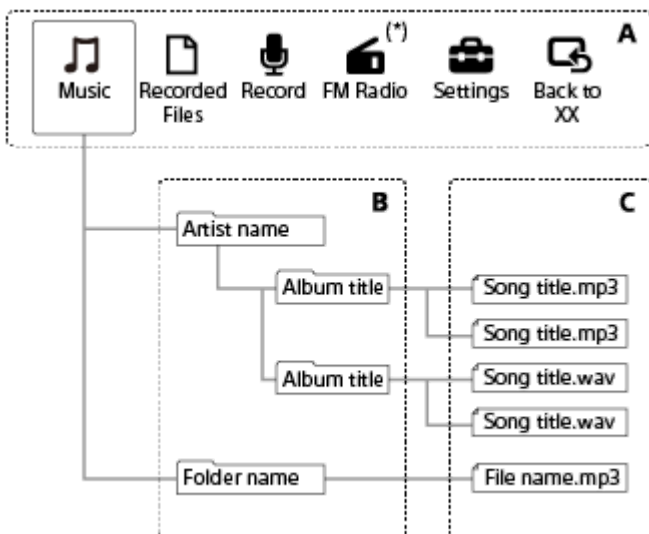 (*)
A
Music
Recorded Files
Record
FM Radio
Settings
Back to XX
B
C
Artist name
Album title
Song title.mp3
Song title.mp3
Album title
Song title.wav
Song title.wav
Folder name
File name.mp3